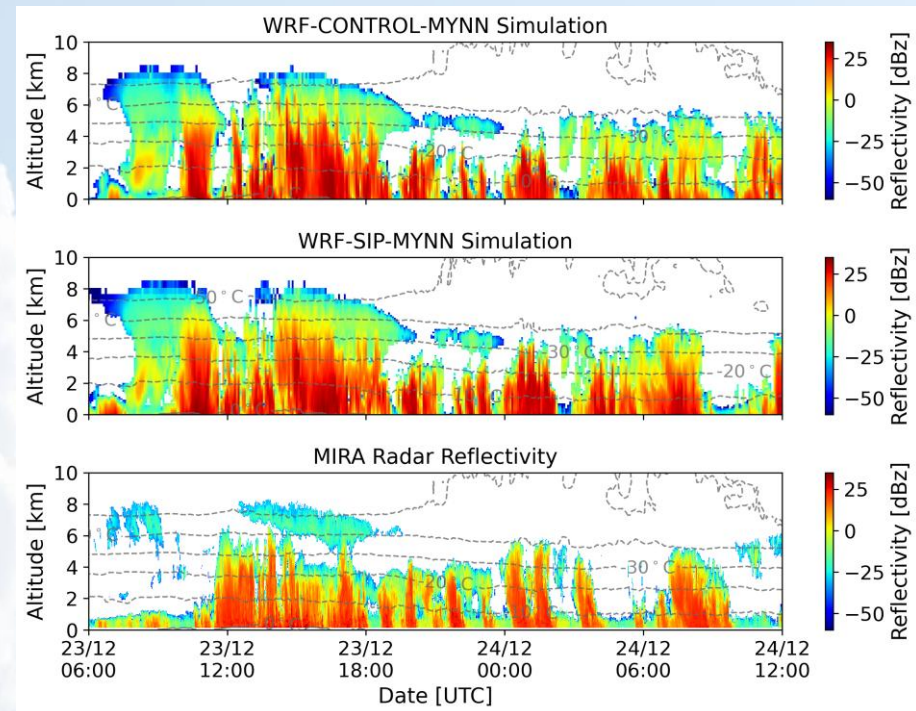 WRF-CONTROL-MYNN Simulation
Altitude [km]
10
8
6
4
2
0
°C
20°C
30°C
10°C
Reflectivity [dBz]
25
0
−25
−50
WRF-SIP-MYNN Simulation
Altitude [km]
10
8
6
4
2
0
50°C
°C
30°C
20°C
Reflectivity [dBz]
25
0
−25
−50
MIRA Radar Reflectivity
Altitude [km]
10
8
6
4
2
0
°C
20°C
30°C
Reflectivity [dBz]
25
0
−25
−50
23/12 23/12 23/12 24/12 24/12 24/12
06:00 12:00 18:00 00:00 06:00 12:00
Date [UTC]